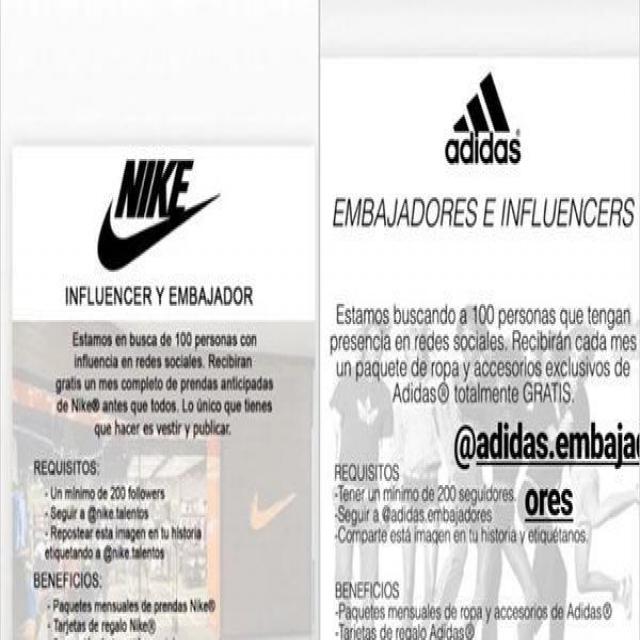 NIKE
INFLUENCER Y EMBAJADOR
Estamos en busca de 100 personas con
influencia en redes sociales. Recibiran
gratis un mes completo de prendas anticipadas
de Nike® antes que todos. Lo único que tienes
que hacer es vestir y publicar.
REQUISITOS:
- Un mínimo de 200 followers
- Seguir a @nike.talentos
- Repostear esta imagen en tu historia
etiquetando a @nike.talentos
BENEFICIOS:
- Paquetes mensuales de prendas Nike®
- Tarjetas de regalo Nike®
adidas®
EMBAJADORES E INFLUENCERS
Estamos buscando a 100 personas que tengan
presencia en redes sociales. Recibirán cada mes
un paquete de ropa y accesorios exclusivos de
Adidas® totalmente GRATIS.
@adidas.embajad
ores
REQUISITOS
-Tener un mínimo de 200 seguidores.
-Seguir a @adidas.embajadores
-Comparte está imagen en tu historia y etiquétanos.
BENEFICIOS
-Paquetes mensuales de ropa y accesorios de Adidas®
-Tarjetas de regalo Adidas®